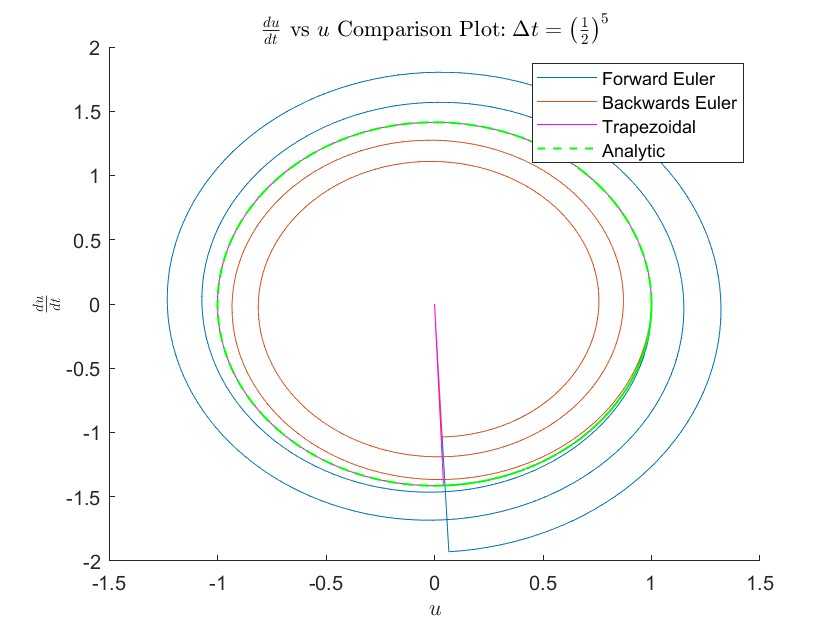 du/dt vs u Comparison Plot: Δt = (1/2)^5
Forward Euler
Backwards Euler
Trapezoidal
Analytic
2
1.5
1
0.5
0
-0.5
-1
-1.5
-2
du/dt
-1.5 -1 -0.5 0 0.5 1 1.5
u